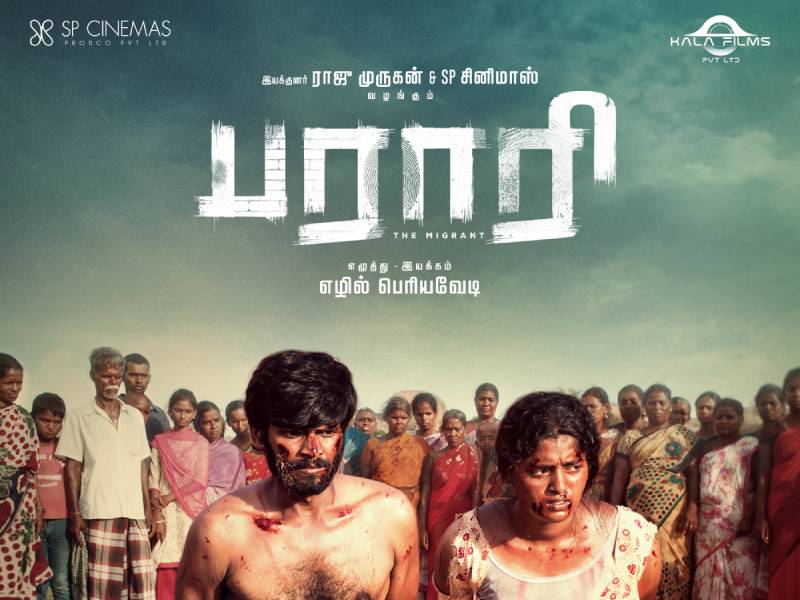 SP CINEMAS
PRODCO PVT LTD
KALA FILMS
PVT LTD
இயக்குனர் ராஜு முருகன் & SP சினிமாஸ்
வழங்கும்
பராரி
THE MIGRANT
எழுத்து - இயக்கம்
எழில் பெரியவேடி